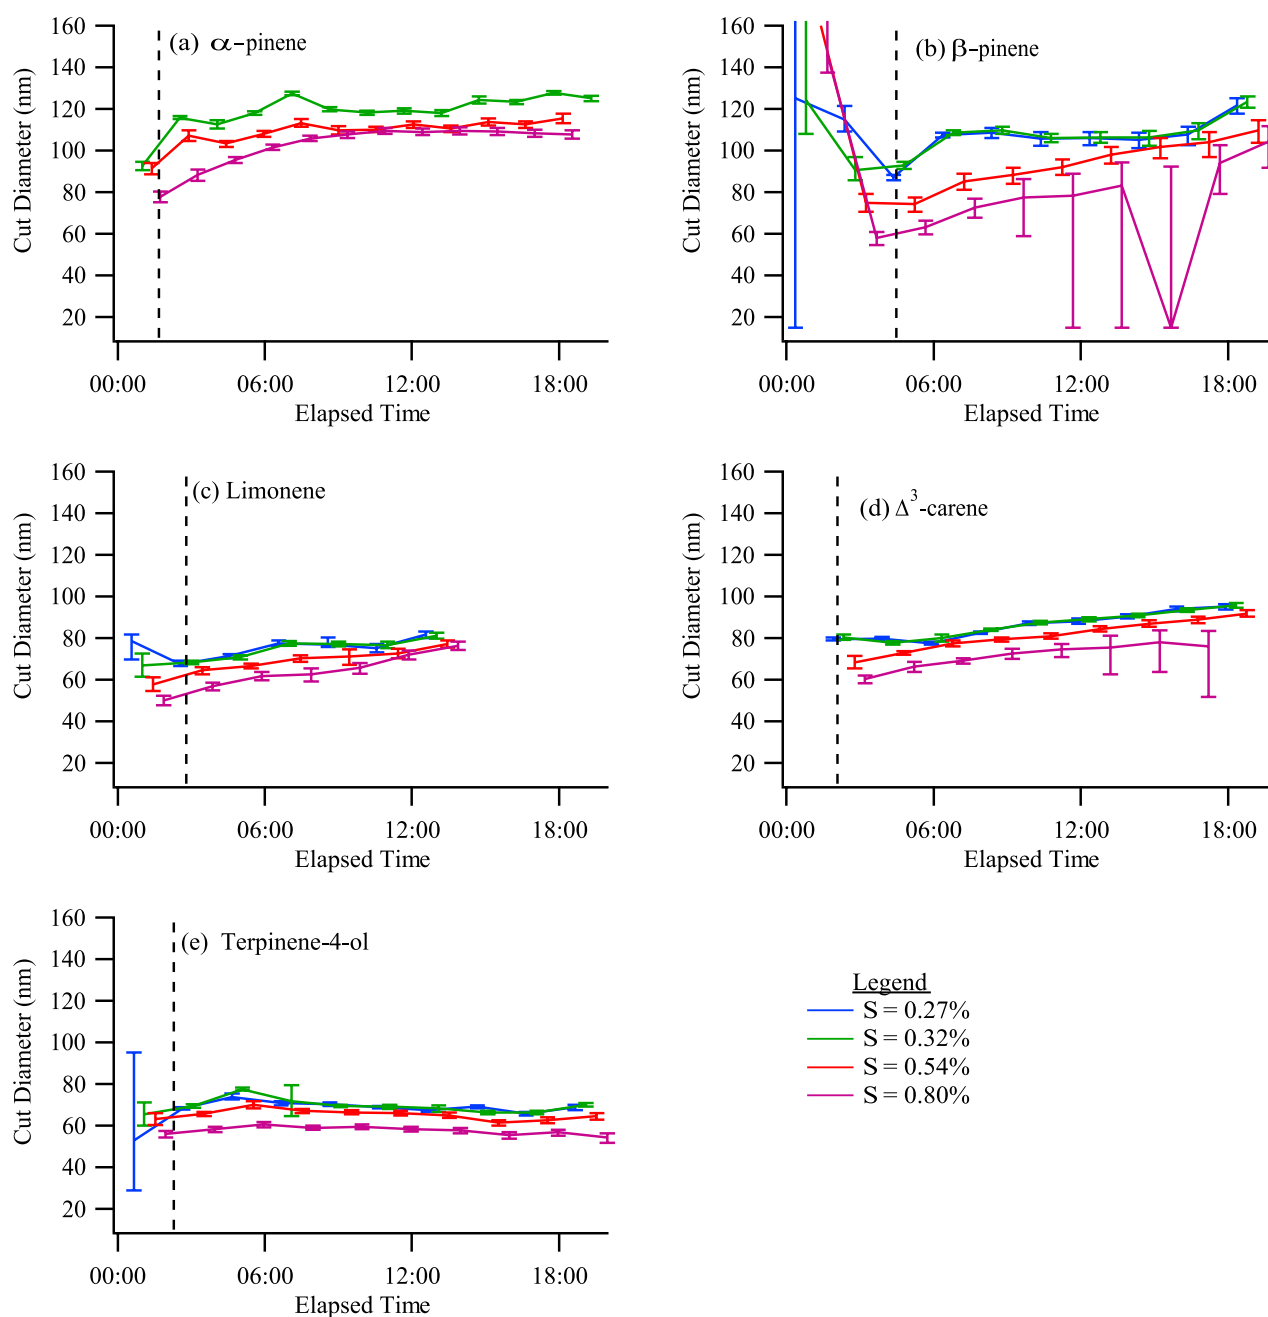 (a) α-pinene
160
140
120
100
80
60
40
20
Cut Diameter (nm)
00:00 06:00 12:00 18:00
Elapsed Time
(b) β-pinene
160
140
120
100
80
60
40
20
Cut Diameter (nm)
00:00 06:00 12:00 18:00
Elapsed Time
(c) Limonene
160
140
120
100
80
60
40
20
Cut Diameter (nm)
00:00 06:00 12:00 18:00
Elapsed Time
(d) Δ³-carene
160
140
120
100
80
60
40
20
Cut Diameter (nm)
00:00 06:00 12:00 18:00
Elapsed Time
(e) Terpinene-4-ol
160
140
120
100
80
60
40
20
Cut Diameter (nm)
00:00 06:00 12:00 18:00
Elapsed Time
Legend
S = 0.27%
S = 0.32%
S = 0.54%
S = 0.80%